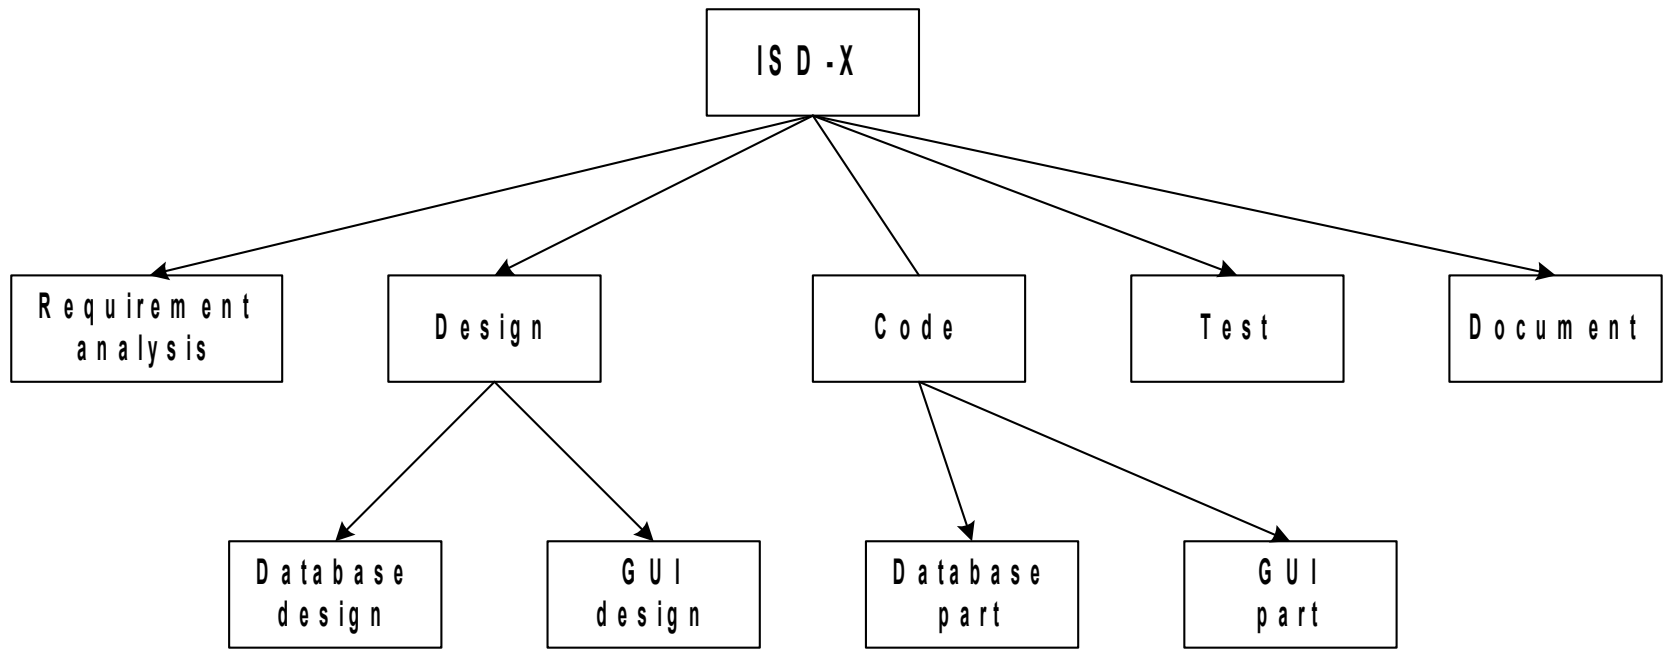 ISD-X
Requirement
analysis
Design
Code
Test
Document
Database
design
GUI
design
Database
part
GUI
part